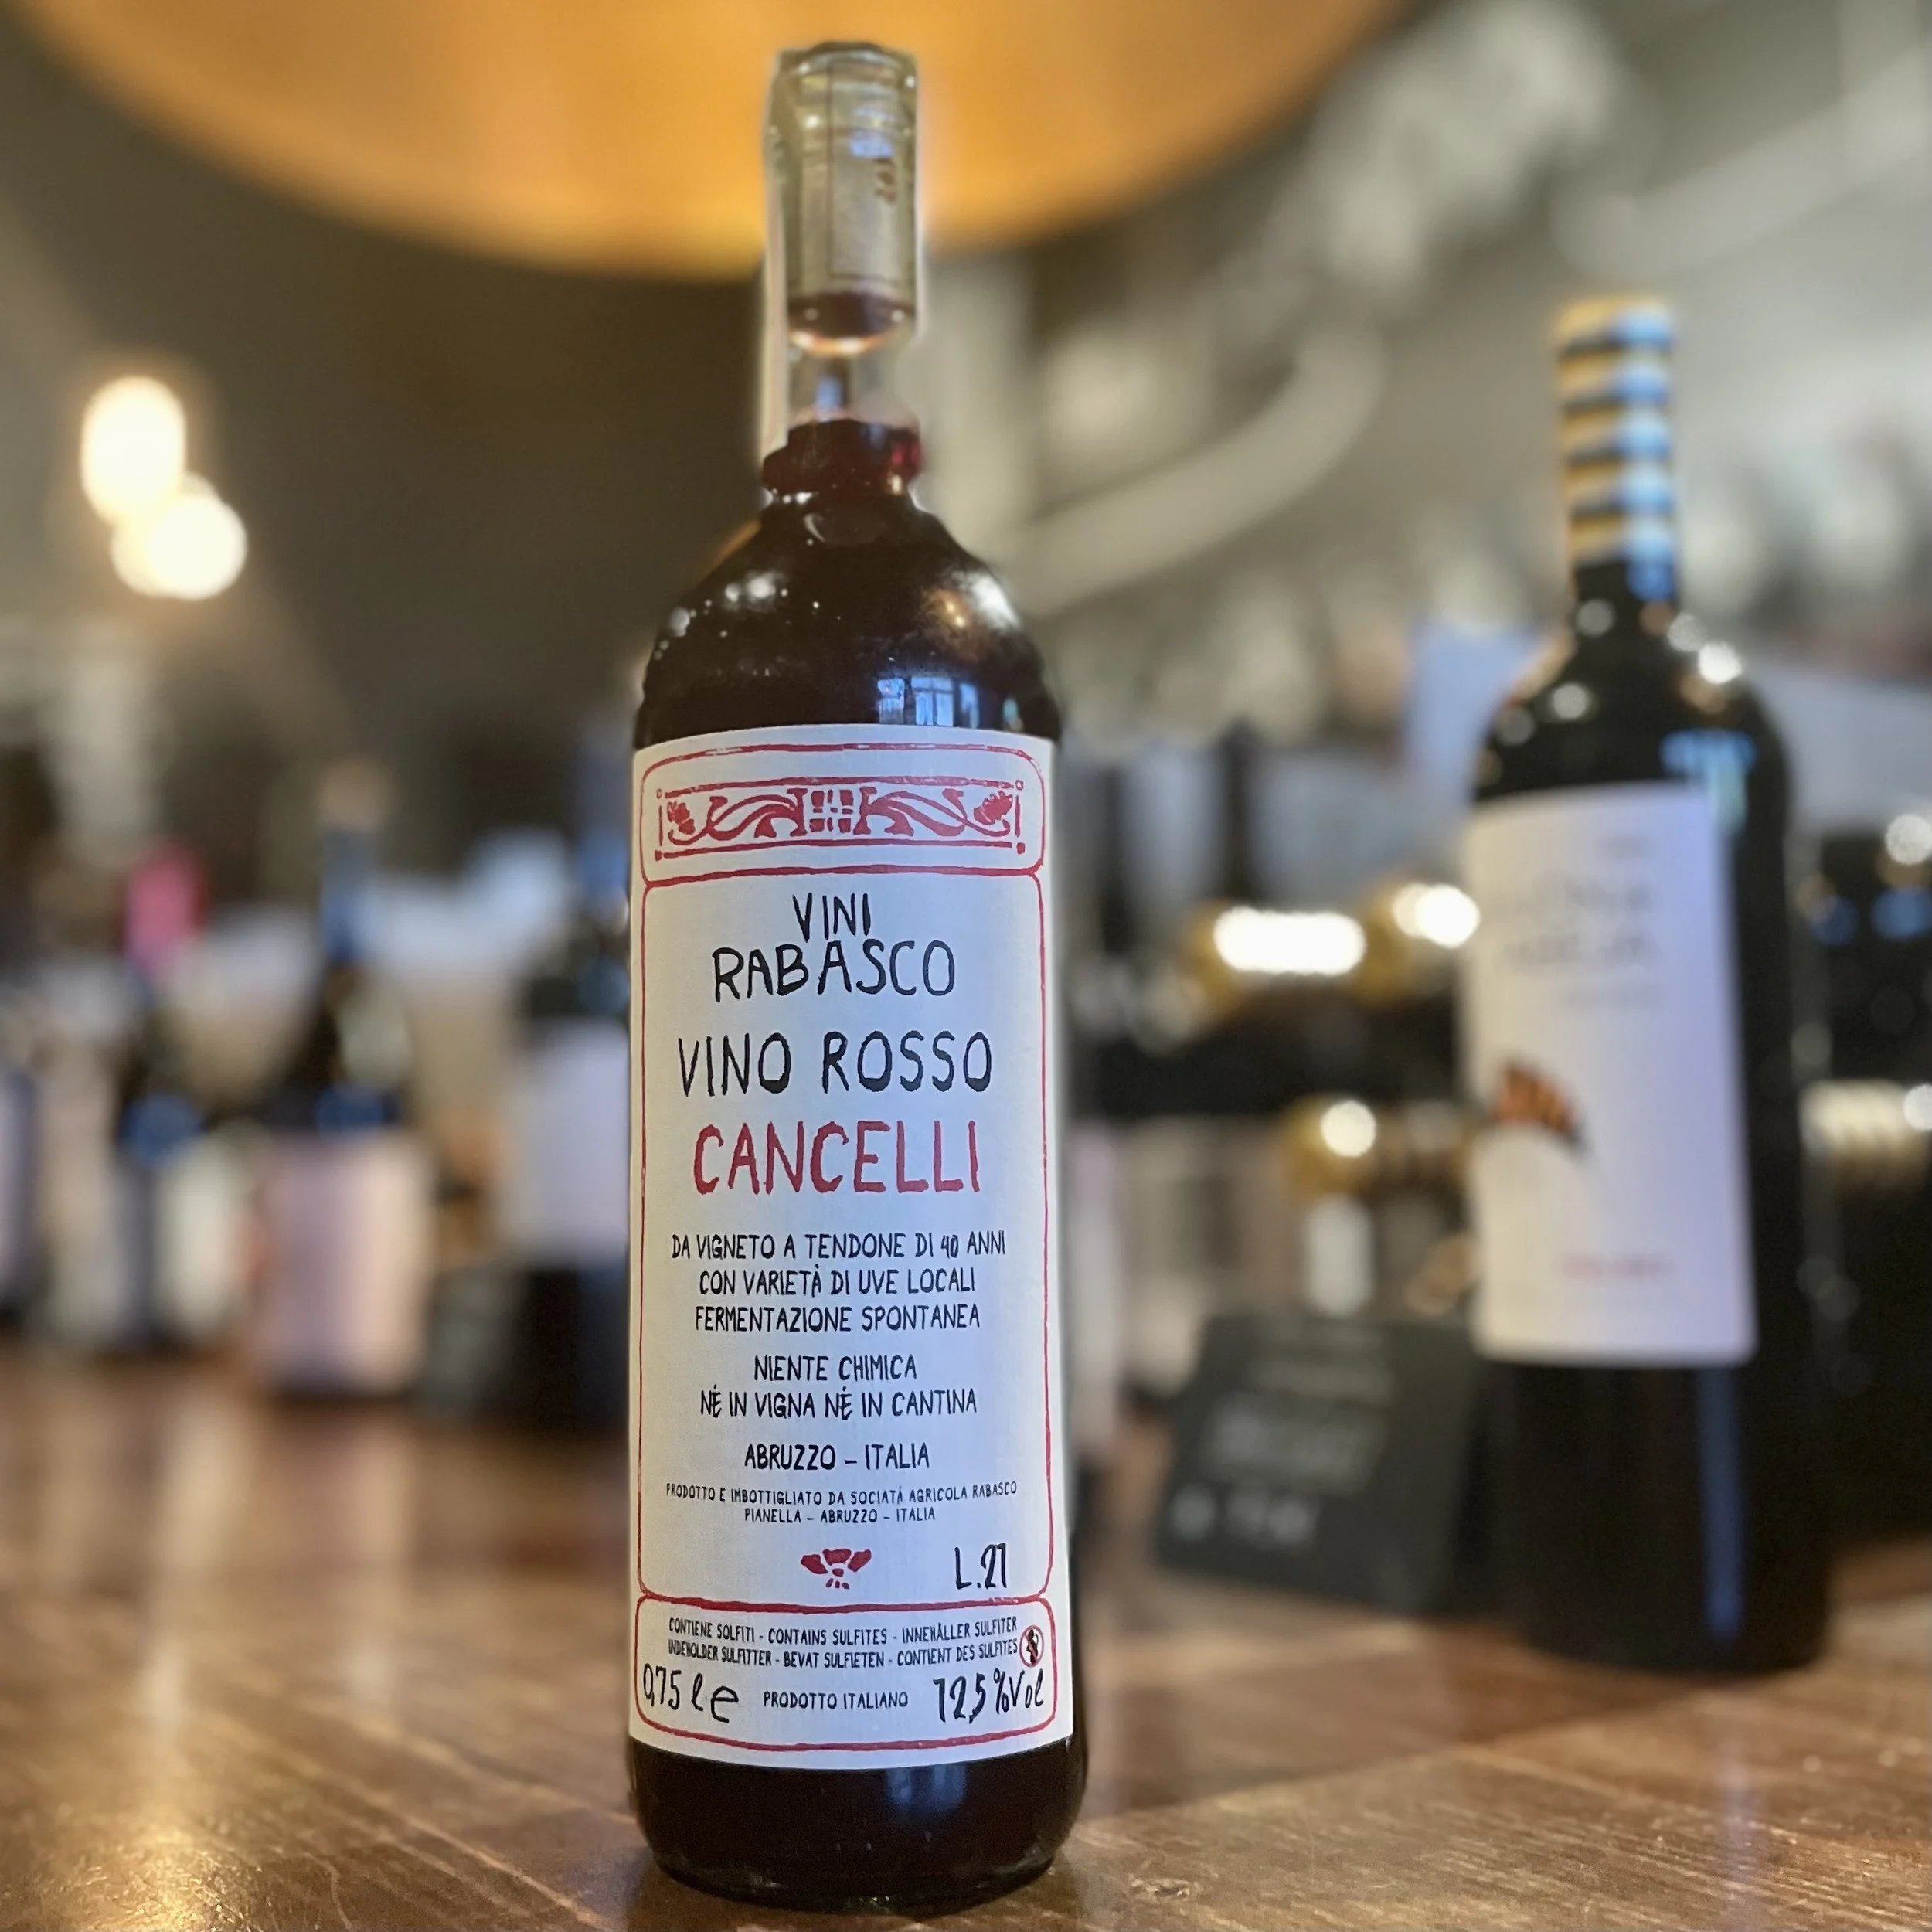 VINI
RABASCO
VINO ROSSO
CANCELLI
DA VIGNETO A TENDONE DI 40 ANNI
CON VARIETÀ DI UVE LOCALI
FERMENTAZIONE SPONTANEA
NIENTE CHIMICA
NÉ IN VIGNA NÉ IN CANTINA
ABRUZZO – ITALIA
PRODOTTO E IMBOTTIGLIATO DA SOCIATÀ AGRICOLA RABASCO
PIANELLA – ABRUZZO – ITALIA
L.21
CONTIENE SOLFITI - CONTAINS SULFITES - INNEHÅLLER SULFITER
INDEHOLDER SULFITTER - BEVAT SULFIETEN - CONTIENT DES SULFITES
0,75 l e PRODOTTO ITALIANO 12,5 %Vol